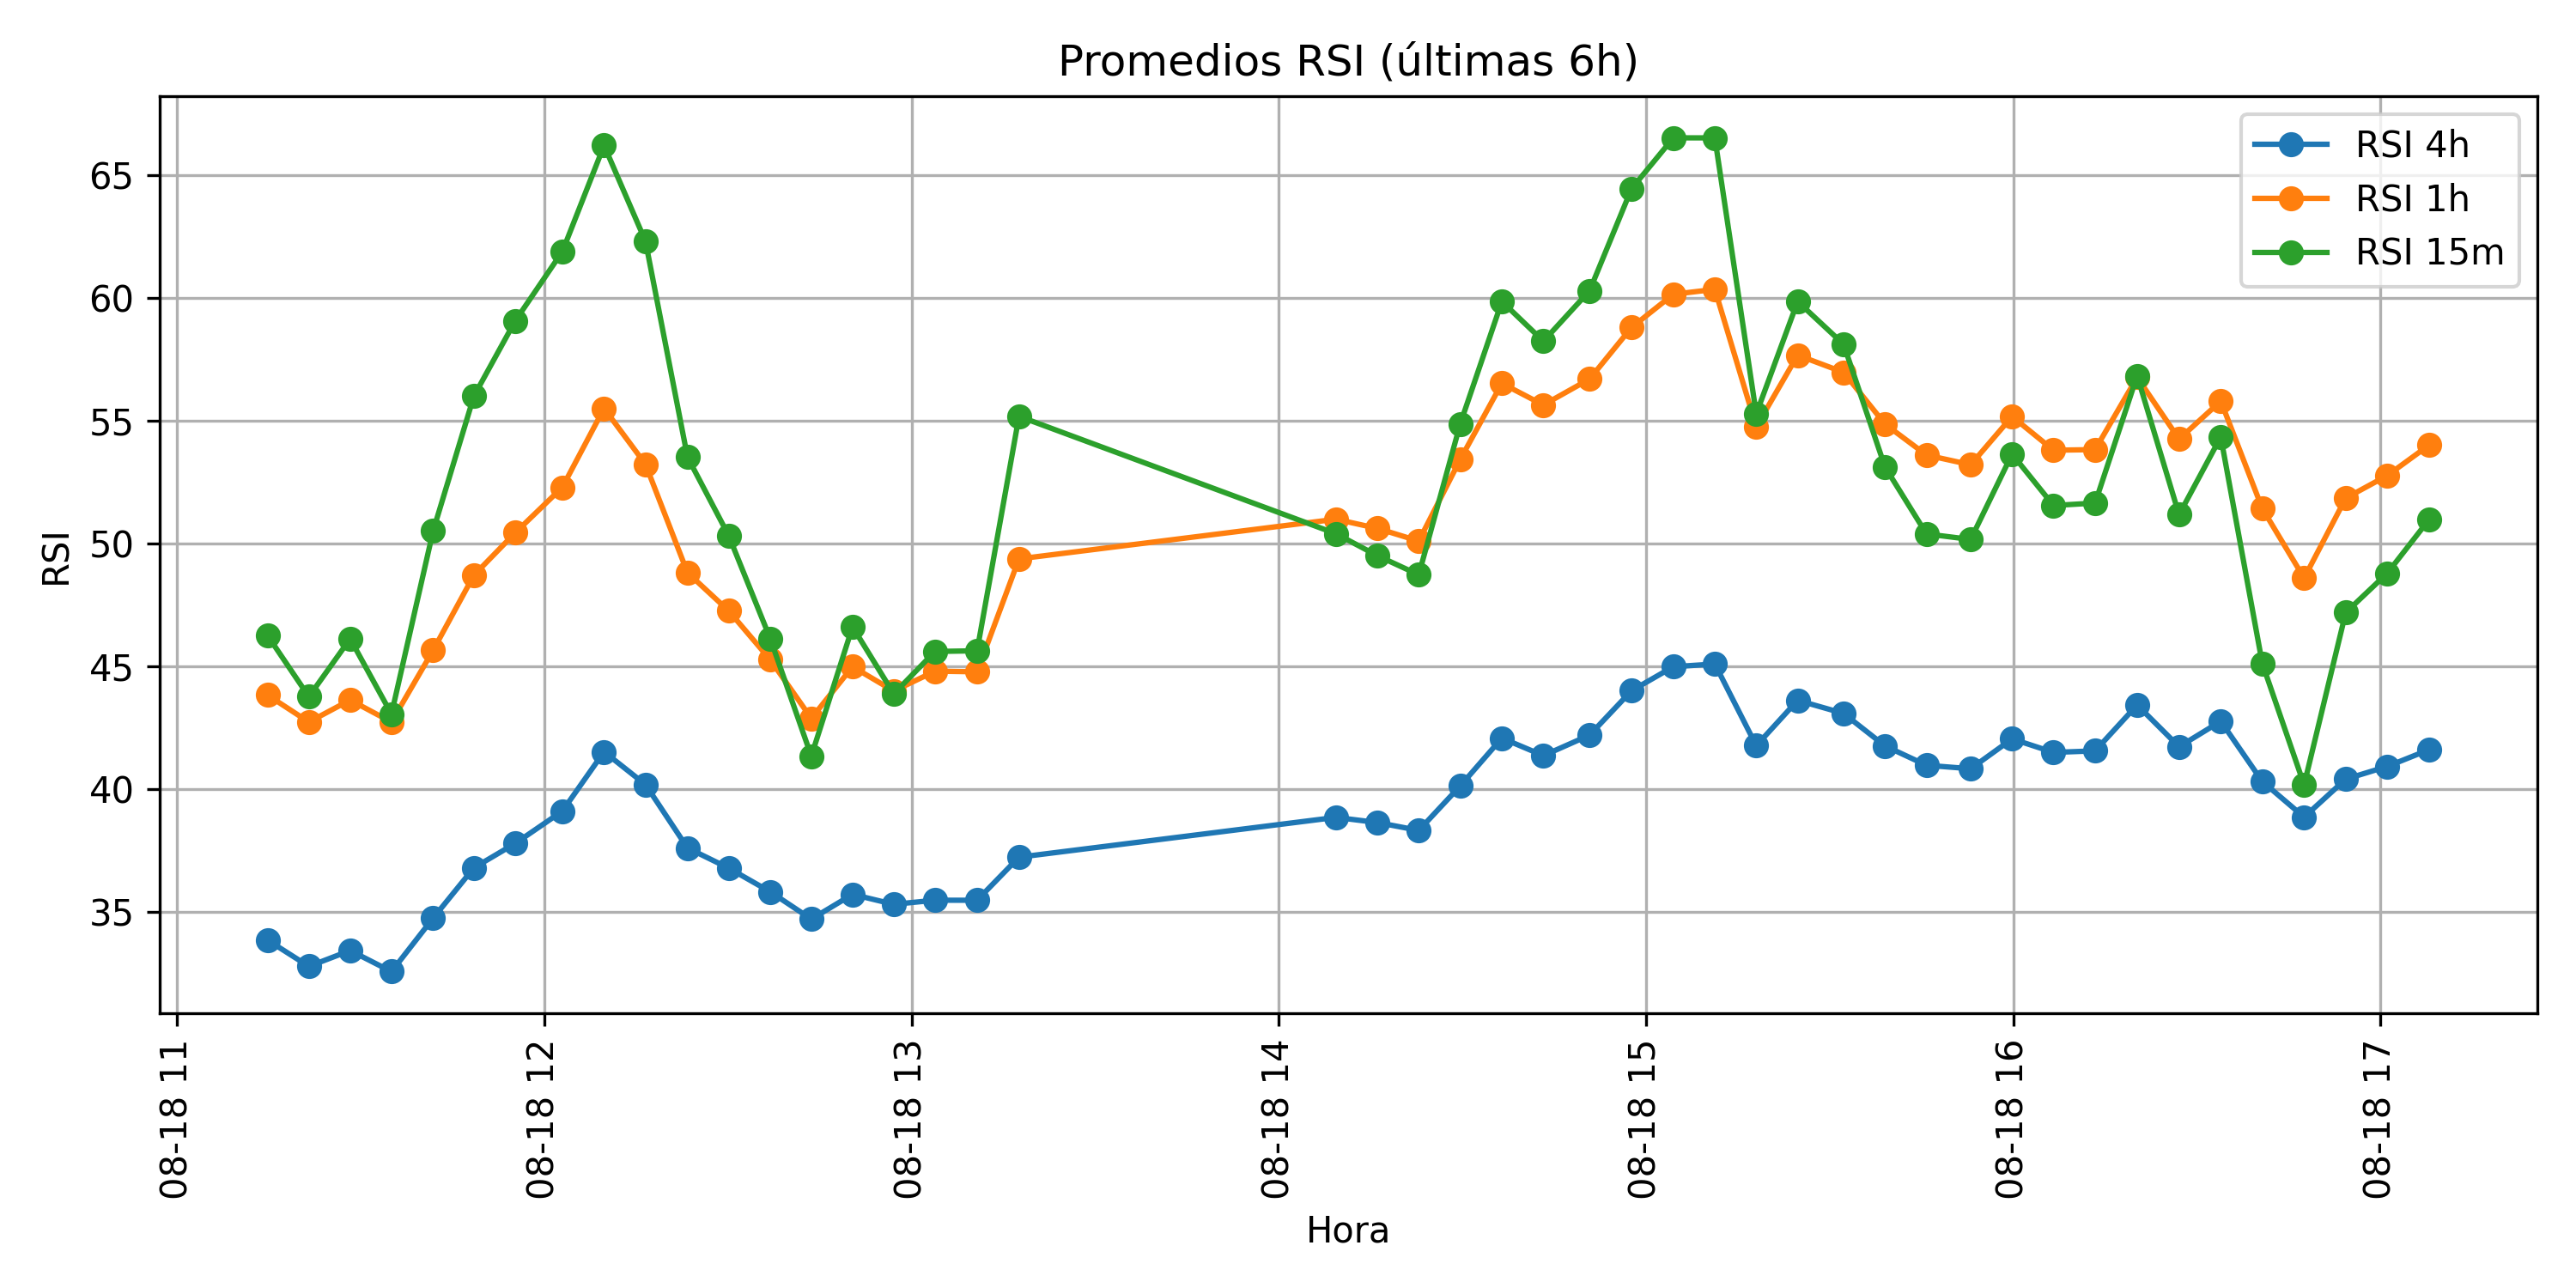 Promedios RSI (últimas 6h)
RSI 4h
RSI 1h
RSI 15m
RSI
65
60
55
50
45
40
35
08-18 11
08-18 12
08-18 13
08-18 14
08-18 15
08-18 16
08-18 17
Hora